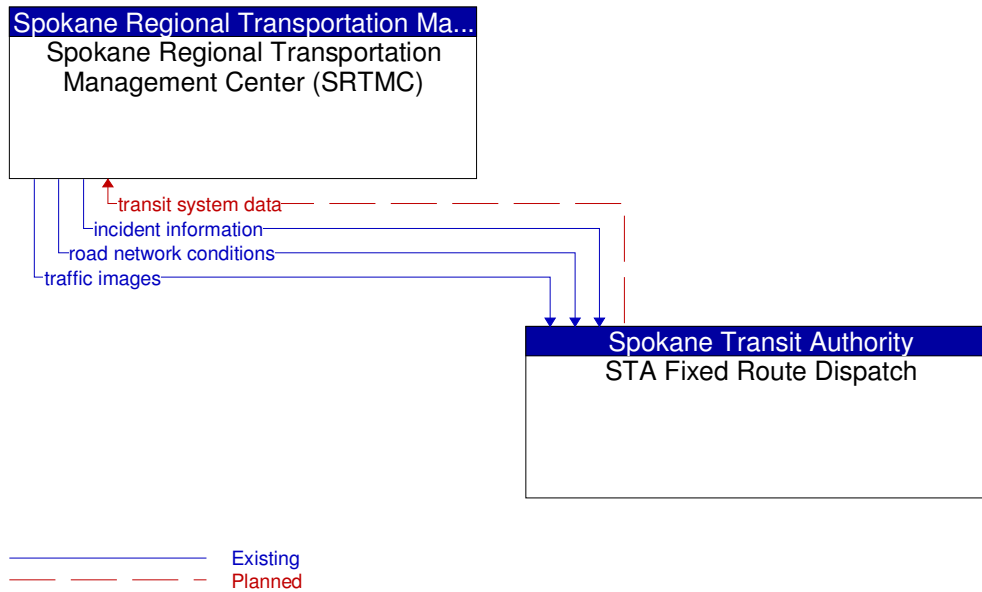 Spokane Regional Transportation Ma...
Spokane Regional Transportation
Management Center (SRTMC)
transit system data
incident information
road network conditions
traffic images
Spokane Transit Authority
STA Fixed Route Dispatch
Existing
Planned